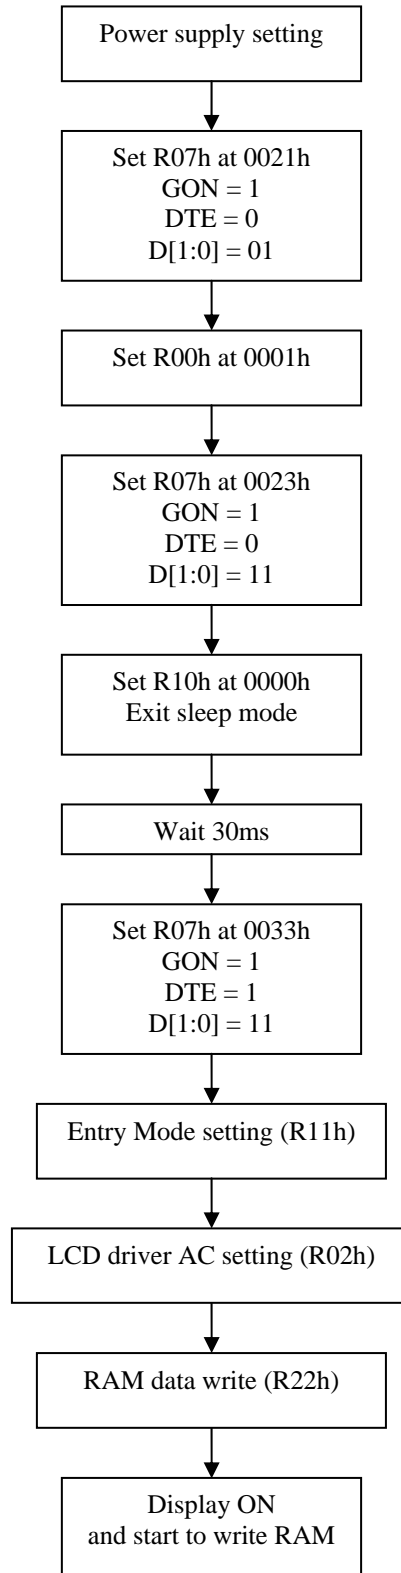 Power supply setting
Set R07h at 0021h
GON = 1
DTE = 0
D[1:0] = 01
Set R00h at 0001h
Set R07h at 0023h
GON = 1
DTE = 0
D[1:0] = 11
Set R10h at 0000h
Exit sleep mode
Wait 30ms
Set R07h at 0033h
GON = 1
DTE = 1
D[1:0] = 11
Entry Mode setting (R11h)
LCD driver AC setting (R02h)
RAM data write (R22h)
Display ON
and start to write RAM